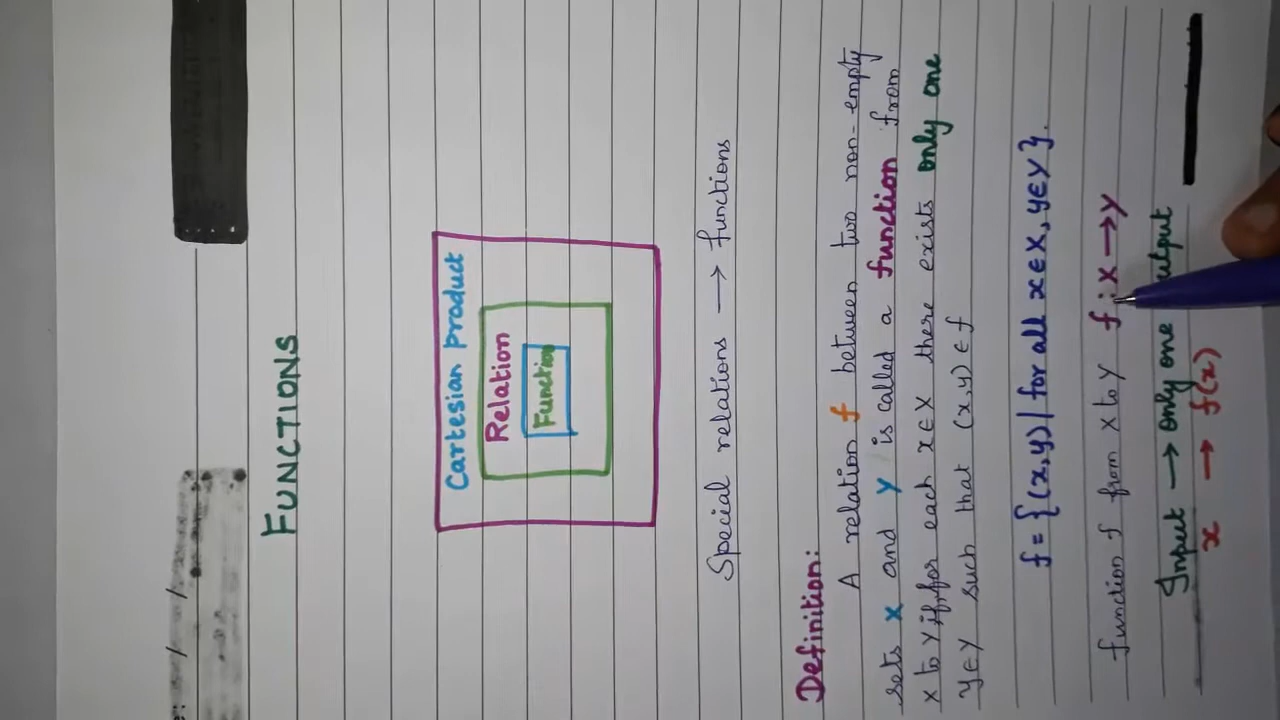 FUNCTIONS
Cartesian product
Relation
Function
Special relations → functions
Definition:
A relation f between two non-empty
sets X and Y is called a function from
X to Y if, for each x∈X there exists only one
y∈Y such that (x,y) ∈ f
f = {(x,y) | for all x∈X, y∈Y}.
function f from X to Y f: X → Y
Input → only one output
x → f(x)